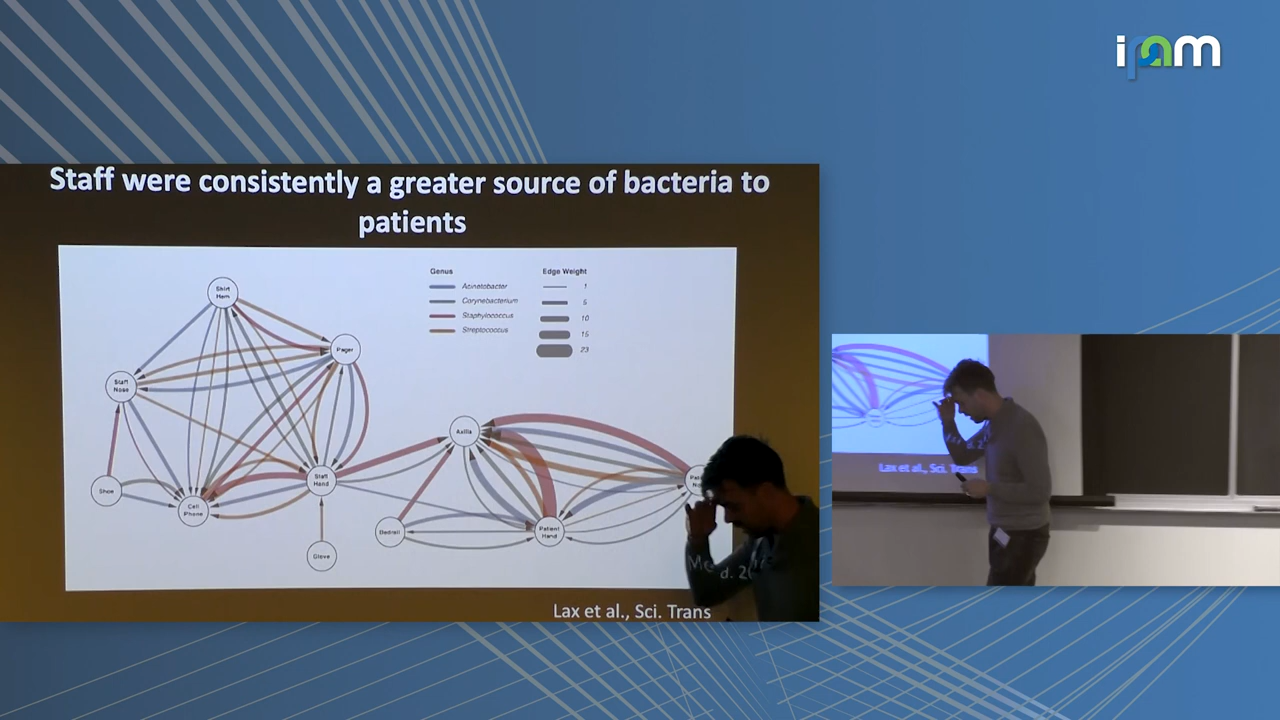 ipam
Staff were consistently a greater source of bacteria to
patients
Genus
Edge Weight
Acinetobacter
1
Corynebacterium
5
Staphylococcus
10
Streptococcus
15
23
Shirt
Hem
Pager
Staff
Nose
Axilla
Staff
Hand
Shoe
Cell
Phone
Bedrail
Patient
Hand
Glove
Med. 20
Lax et al., Sci. Trans
Lax et al., Sci. Trans